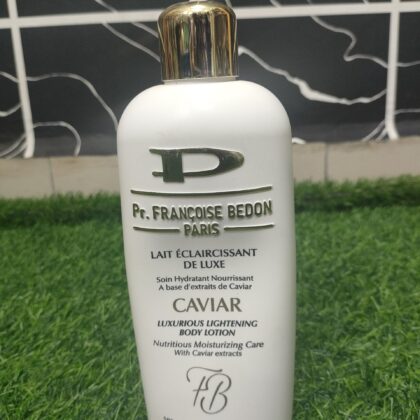 P
Pr. FRANÇOISE BEDON
PARIS
LAIT ÉCLAIRCISSANT
DE LUXE
Soin Hydratant Nourrissant
A base d'extraits de Caviar
CAVIAR
LUXURIOUS LIGHTENING
BODY LOTION
Nutritious Moisturizing Care
With Caviar extracts
FB